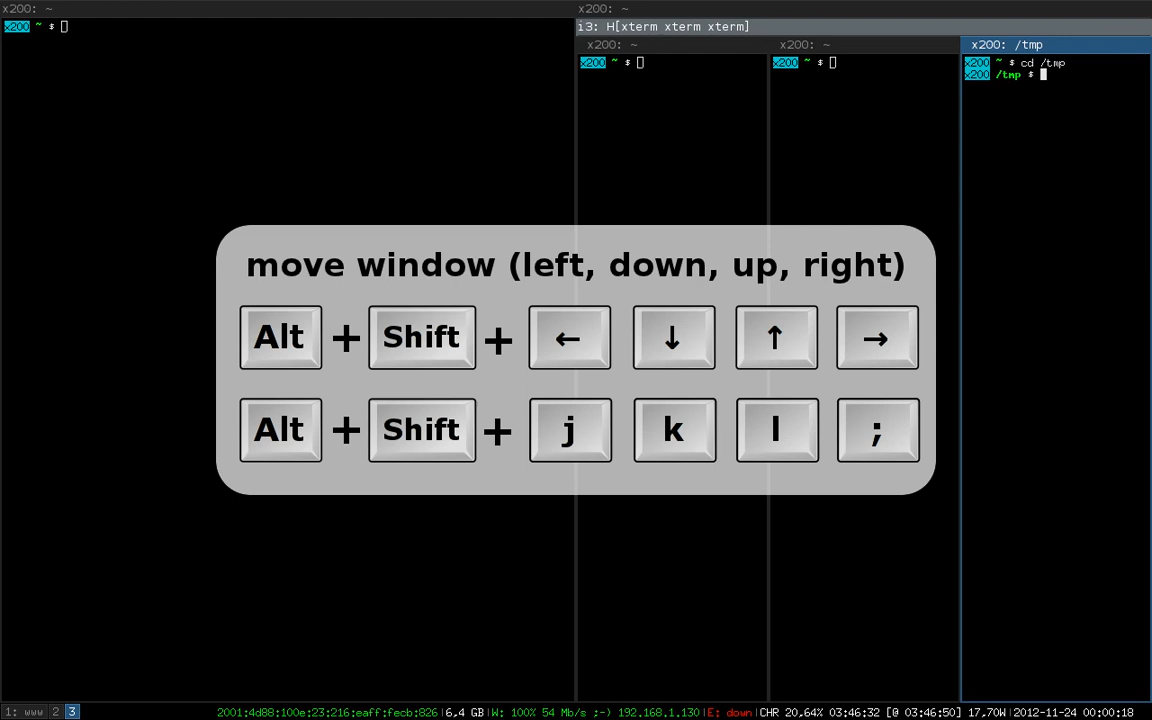 x200: ~
x200: ~
x200 ~ $
i3: H[xterm xterm xterm]
x200: ~
x200: ~
x200: /tmp
x200 ~ $
x200 ~ $
x200 ~ $ cd /tmp
x200 /tmp $
move window (left, down, up, right)
Alt + Shift + ← ↓ ↑ →
Alt + Shift + j k l ;
1: www 2 3
2001:4d88:100e:23:216:eaff:fecb:826|6,4 GB|W: 100% 54 Mb/s ;-) 192.168.1.130|E: down|CHR 20,64% 03:46:32 [@ 03:46:50] 17,70W|2012-11-24 00:00:18